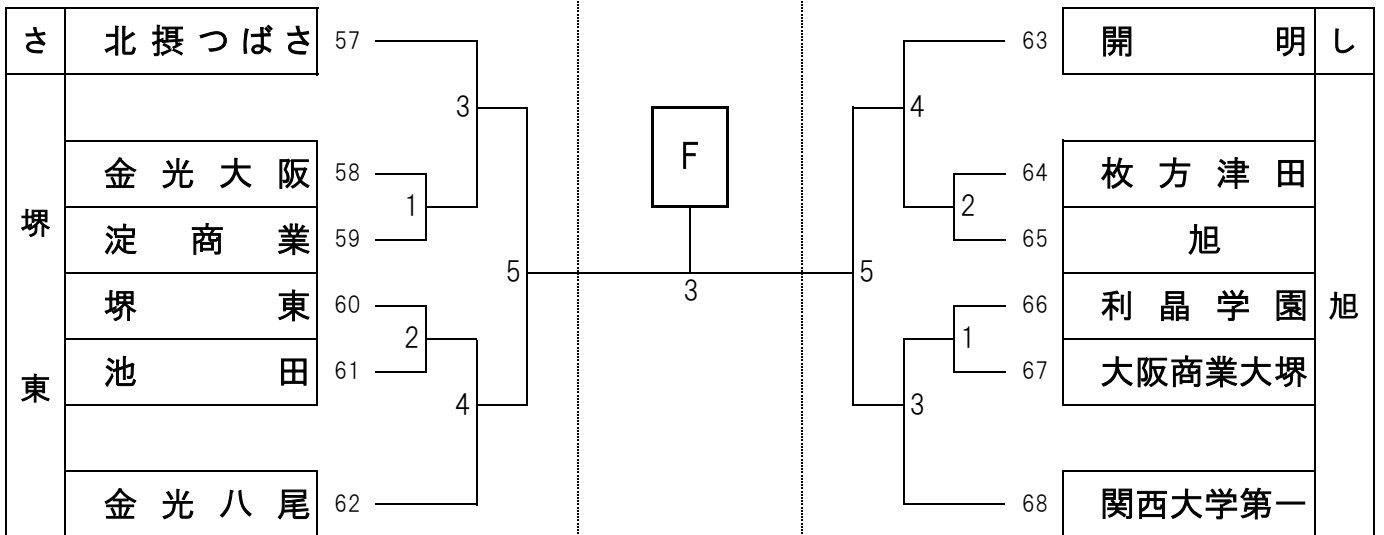 さ 北摂つばさ 57
3
金光大阪 58
1
淀商業 59
5
堺東 60
2
池田 61
4
金光八尾 62
堺東
F
3
63 開明 し
4
64 枚方津田
2
65 旭
5
66 利晶学園
1
67 大阪商業大堺
3
68 関西大学第一
旭